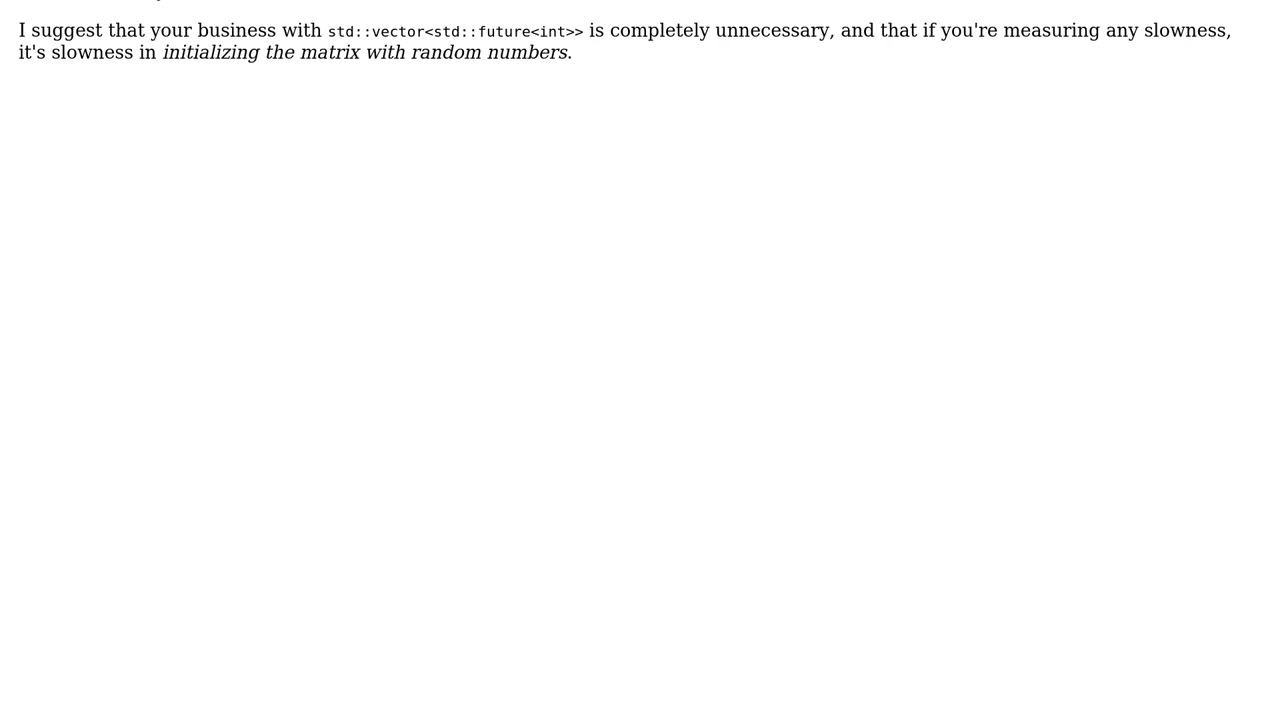 I suggest that your business with std::vector<std::future<int>> is completely unnecessary, and that if you're measuring any slowness,
it's slowness in initializing the matrix with random numbers.